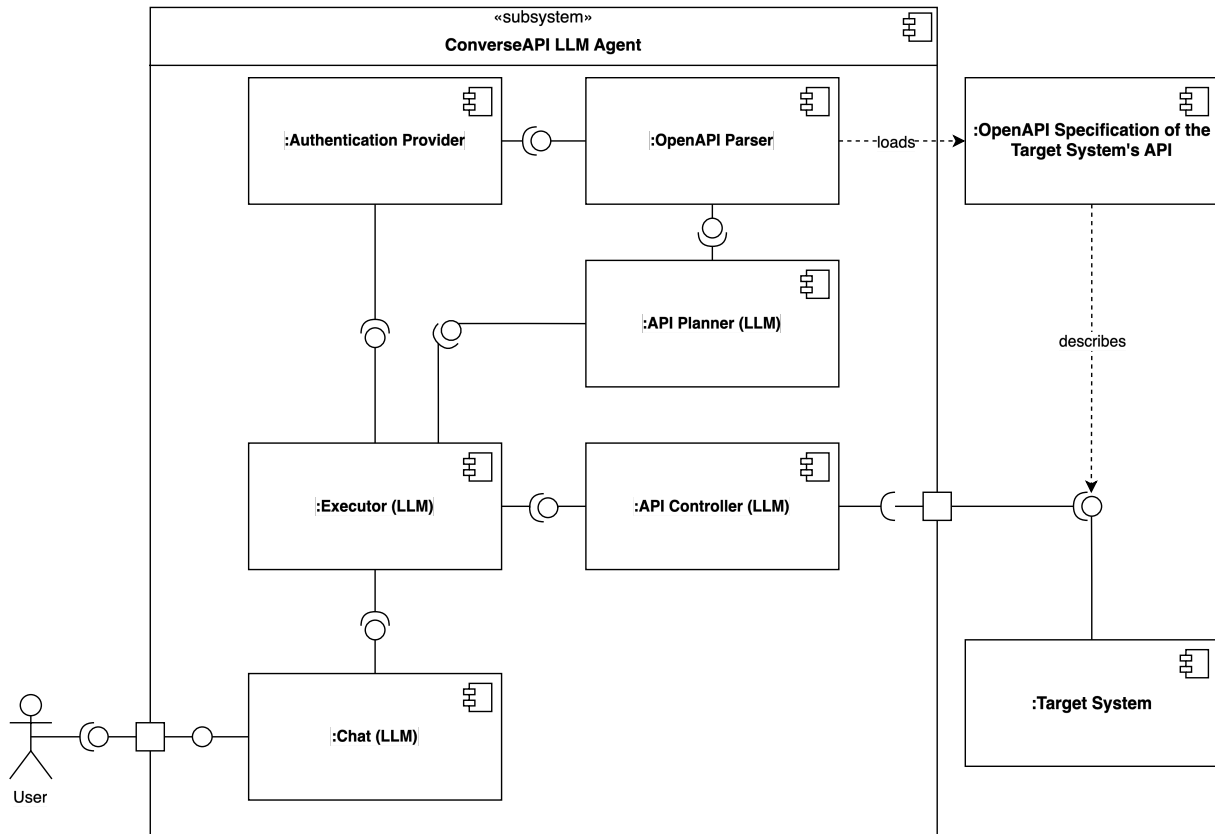 «subsystem»
ConverseAPI LLM Agent
:Authentication Provider
:OpenAPI Parser
loads
:OpenAPI Specification of the
Target System's API
:API Planner (LLM)
describes
:Executor (LLM)
:API Controller (LLM)
:Target System
:Chat (LLM)
User